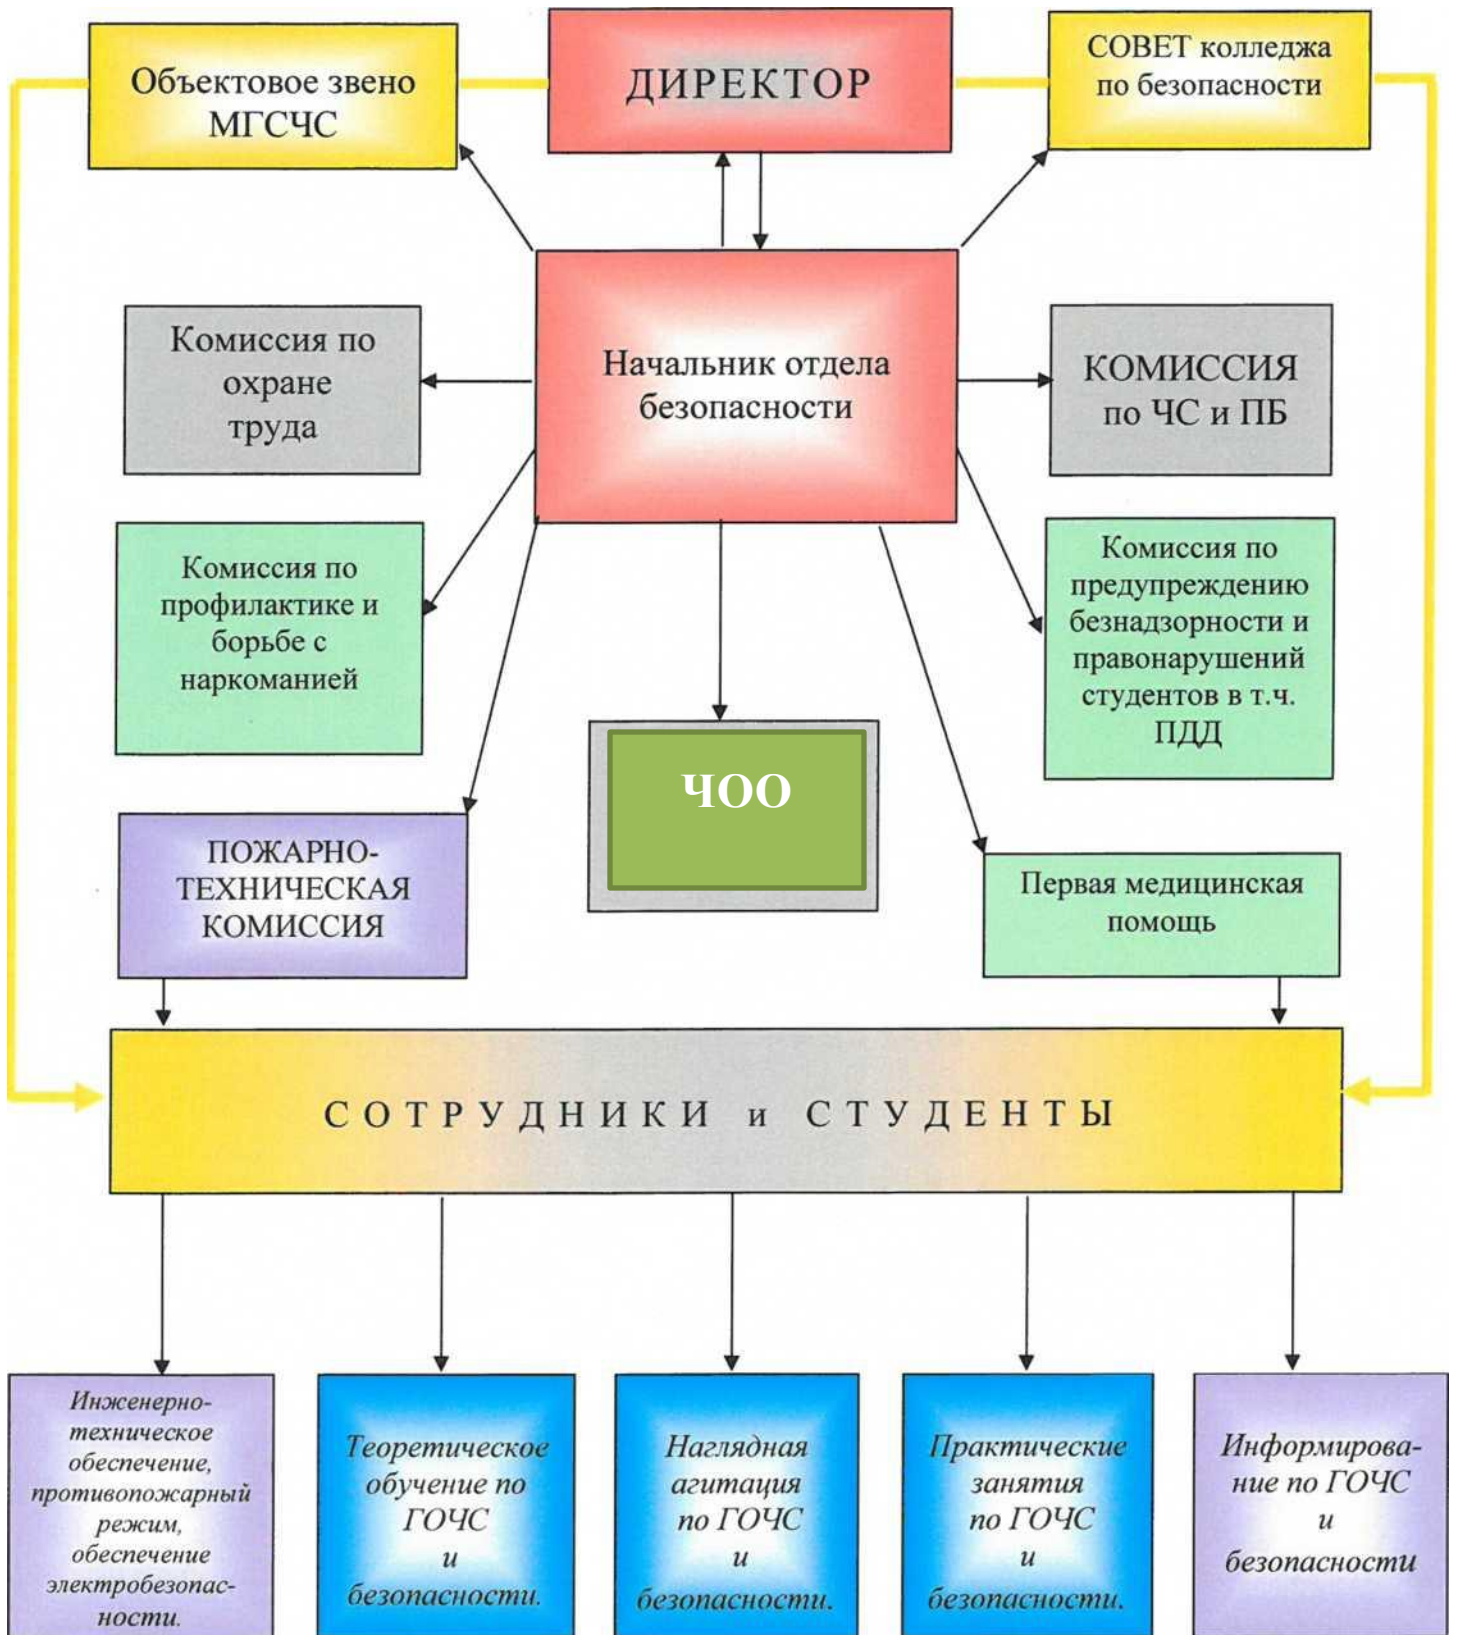 Объектовое звено
МГСЧС
ДИРЕКТОР
СОВЕТ колледжа
по безопасности
Комиссия по
охране
труда
Начальник отдела
безопасности
КОМИССИЯ
по ЧС и ПБ
Комиссия по
профилактике и
борьбе с
наркоманией
Комиссия по
предупреждению
безнадзорности и
правонарушений
студентов в т.ч.
ПДД
ЧОО
ПОЖАРНО-
ТЕХНИЧЕСКАЯ
КОМИССИЯ
Первая медицинская
помощь
СОТРУДНИКИ и СТУДЕНТЫ
Инженерно-
техническое
обеспечение,
противопожарный
режим,
обеспечение
электробезопас-
ности.
Теоретическое
обучение по
ГОЧС
и
безопасности.
Наглядная
агитация
по ГОЧС
и
безопасности.
Практические
занятия
по ГОЧС
и
безопасности.
Информирова-
ние по ГОЧС
и
безопасности